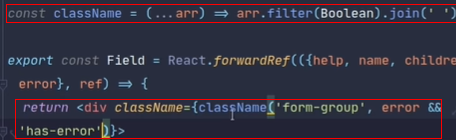 const className = (...arr) ⇒ arr.filter(Boolean).join(' ')
export const Field = React.forwardRef(({help, name, childre
error}, ref) ⇒ {
return <div className={className('form-group', error &&
'has-error')}>